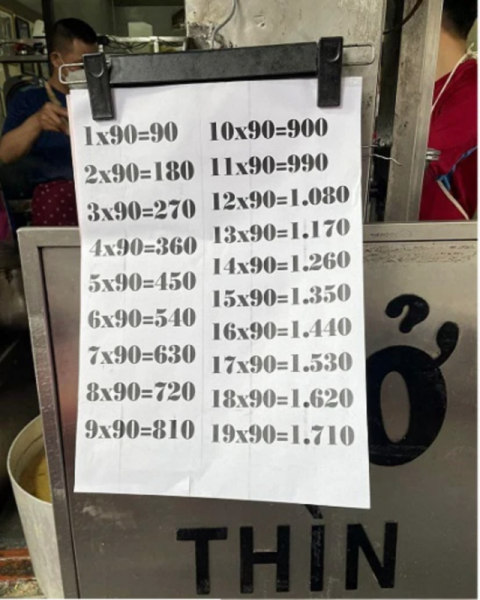 1x90=90
2x90=180
3x90=270
4x90=360
5x90=450
6x90=540
7x90=630
8x90=720
9x90=810
10x90=900
11x90=990
12x90=1.080
13x90=1.170
14x90=1.260
15x90=1.350
16x90=1.440
17x90=1.530
18x90=1.620
19x90=1.710
Ở
THÌN